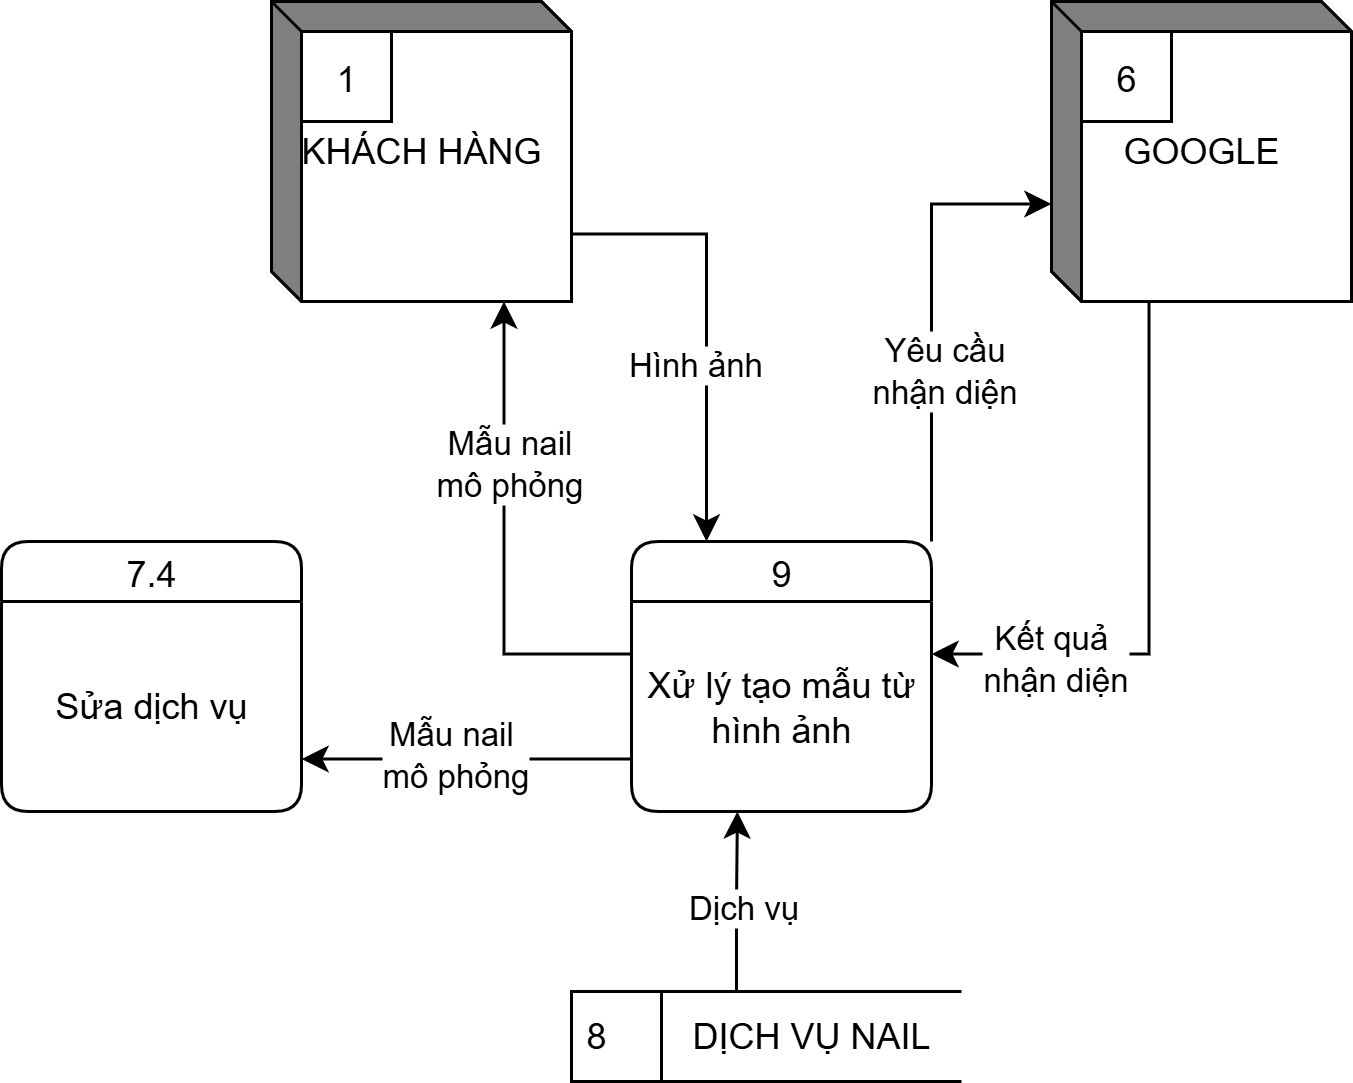 1
KHÁCH HÀNG
6
GOOGLE
Hình ảnh
Yêu cầu
nhận diện
Mẫu nail
mô phỏng
7.4
Sửa dịch vụ
9
Xử lý tạo mẫu từ
hình ảnh
Kết quả
nhận diện
Mẫu nail
mô phỏng
Dịch vụ
8
DỊCH VỤ NAIL